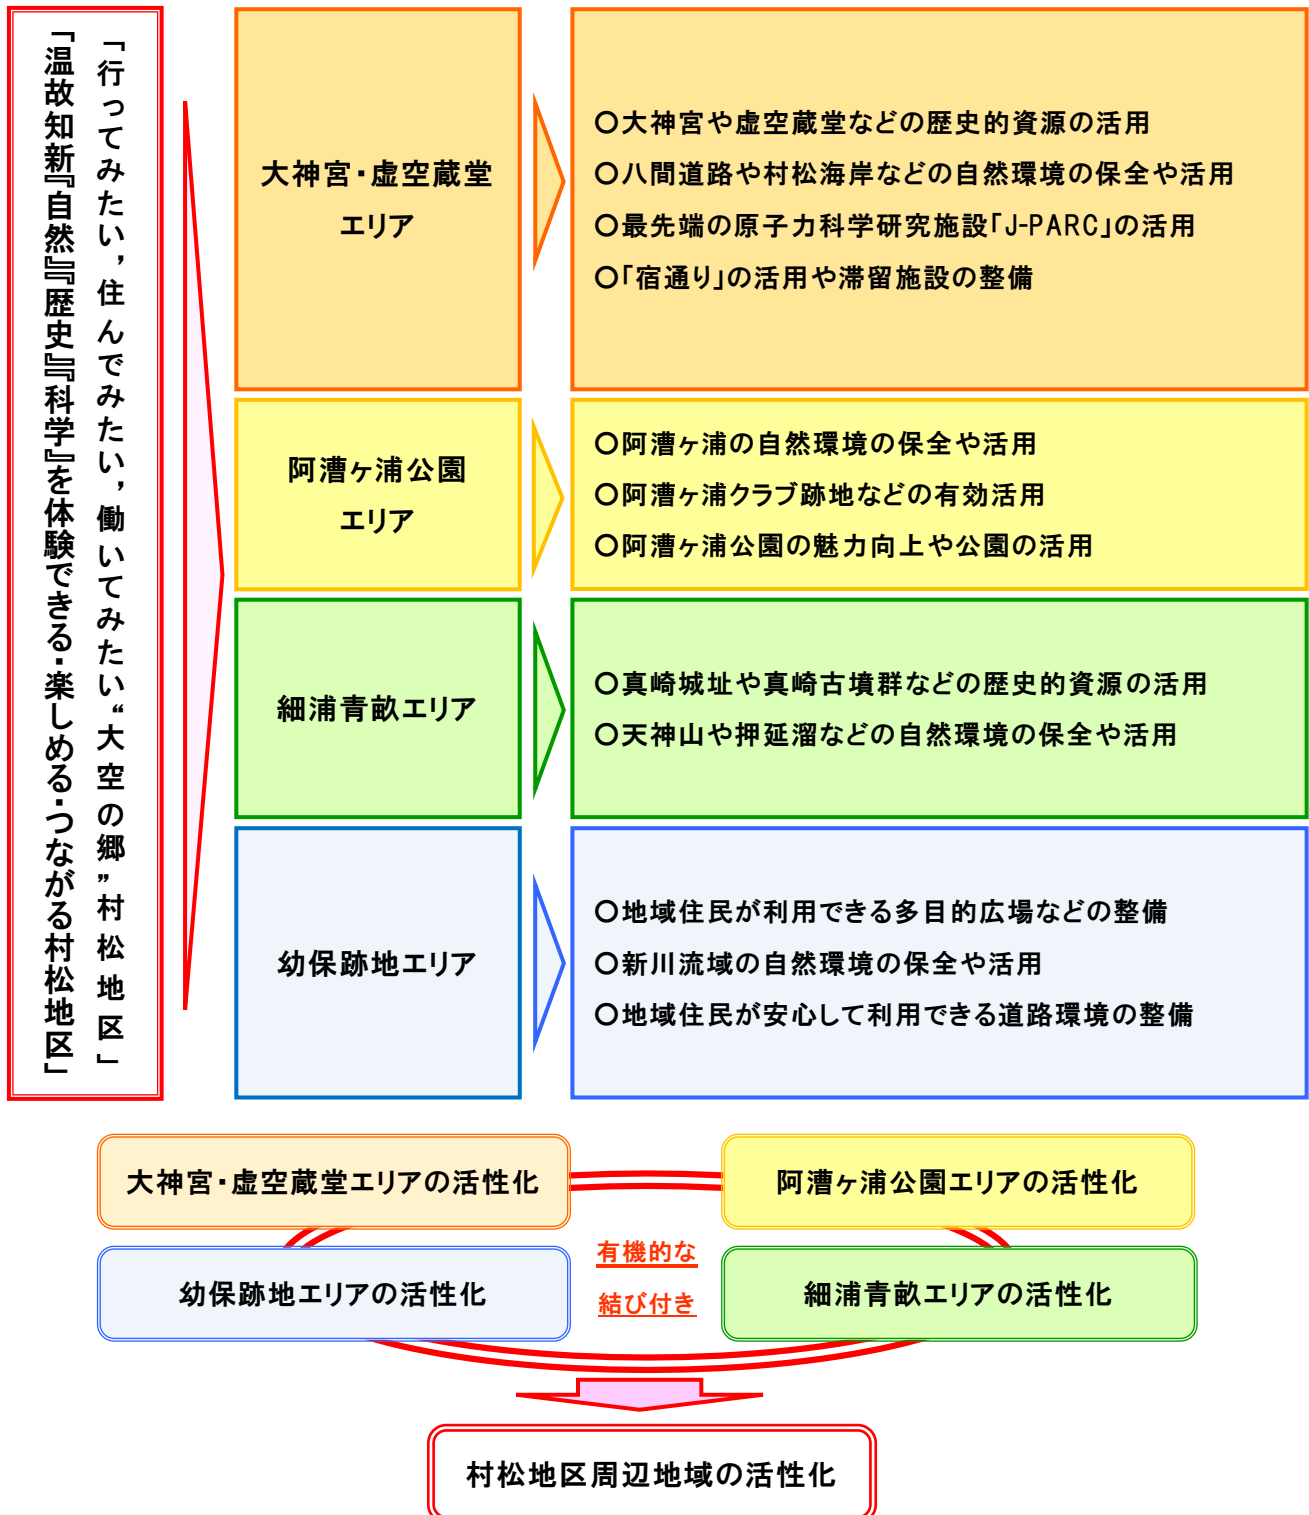 「行ってみたい，住んでみたい，働いてみたい“大空の郷”村松地区」
「温故知新『自然』『歴史』『科学』を体験できる・楽しめる・つながる村松地区」
大神宮・虚空蔵堂
エリア
○大神宮や虚空蔵堂などの歴史的資源の活用
○八間道路や村松海岸などの自然環境の保全や活用
○最先端の原子力科学研究施設「J-PARC」の活用
○「宿通り」の活用や滞留施設の整備
阿漕ヶ浦公園
エリア
○阿漕ヶ浦の自然環境の保全や活用
○阿漕ヶ浦クラブ跡地などの有効活用
○阿漕ヶ浦公園の魅力向上や公園の活用
細浦青畝エリア
○真崎城址や真崎古墳群などの歴史的資源の活用
○天神山や押延溜などの自然環境の保全や活用
幼保跡地エリア
○地域住民が利用できる多目的広場などの整備
○新川流域の自然環境の保全や活用
○地域住民が安心して利用できる道路環境の整備
大神宮・虚空蔵堂エリアの活性化
阿漕ヶ浦公園エリアの活性化
有機的な
結び付き
幼保跡地エリアの活性化
細浦青畝エリアの活性化
村松地区周辺地域の活性化